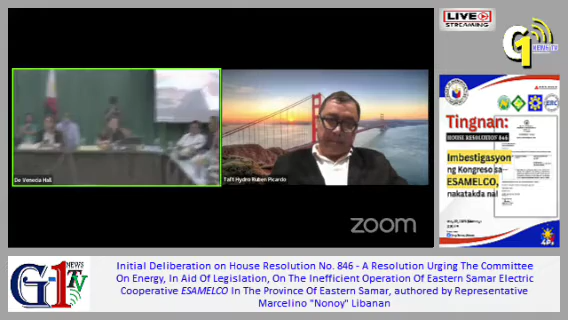 LIVE
STREAMING
G1
NEWS TV
De Venecia Hall
Taft Hydro Ruben Picardo
zoom
Tingnan:
HOUSE RESOLUTION 846
Imbestigasyon
ng Kongreso sa
ESAMELCO,
nakatakda na!
G-1
NEWS
TV
Initial Deliberation on House Resolution No. 846 - A Resolution Urging The Committee
On Energy, In Aid Of Legislation, On The Inefficient Operation Of Eastern Samar Electric
Cooperative ESAMELCO In The Province Of Eastern Samar, authored by Representative
Marcelino "Nonoy" Libanan